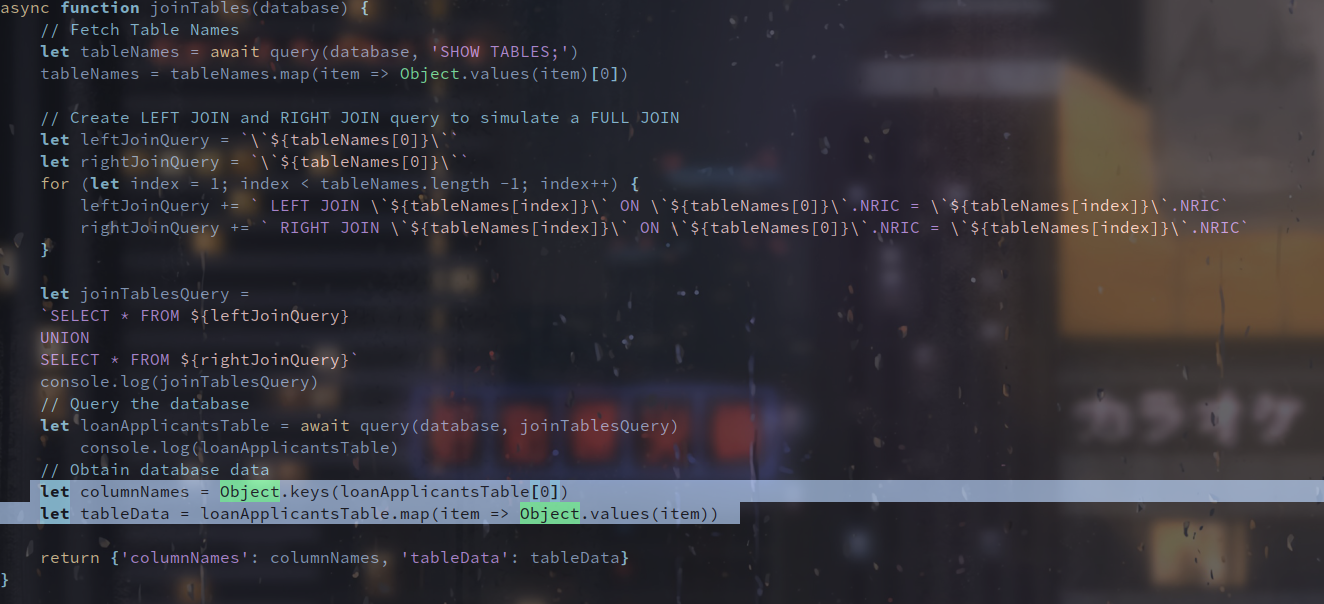 async function joinTables(database) {
    // Fetch Table Names
    let tableNames = await query(database, 'SHOW TABLES;')
    tableNames = tableNames.map(item => Object.values(item)[0])

    // Create LEFT JOIN and RIGHT JOIN query to simulate a FULL JOIN
    let leftJoinQuery = `\`${tableNames[0]}\``
    let rightJoinQuery = `\`${tableNames[0]}\``
    for (let index = 1; index < tableNames.length -1; index++) {
        leftJoinQuery += ` LEFT JOIN \`${tableNames[index]}\` ON \`${tableNames[0]}\`.NRIC = \`${tableNames[index]}\`.NRIC`
        rightJoinQuery += ` RIGHT JOIN \`${tableNames[index]}\` ON \`${tableNames[0]}\`.NRIC = \`${tableNames[index]}\`.NRIC`
    }

    let joinTablesQuery =
    `SELECT * FROM ${leftJoinQuery}
    UNION
    SELECT * FROM ${rightJoinQuery}`
    console.log(joinTablesQuery)
    // Query the database
    let loanApplicantsTable = await query(database, joinTablesQuery)
        console.log(loanApplicantsTable)
    // Obtain database data
    let columnNames = Object.keys(loanApplicantsTable[0])
    let tableData = loanApplicantsTable.map(item => Object.values(item))

    return {'columnNames': columnNames, 'tableData': tableData}
}
カラオケ